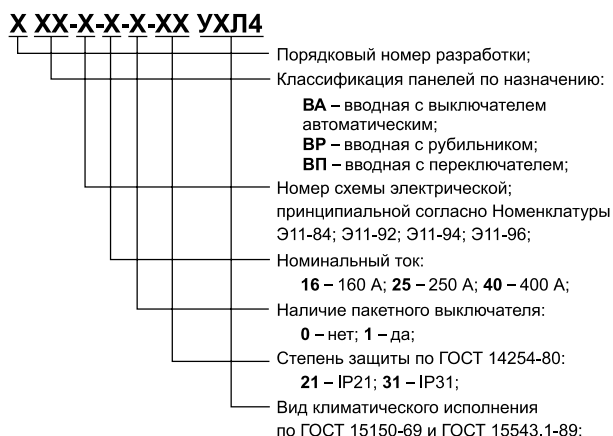 Х ХХ-Х-Х-Х-ХХ УХЛ4
Порядковый номер разработки;
Классификация панелей по назначению:
ВА – вводная с выключателем
автоматическим;
ВР – вводная с рубильником;
ВП – вводная с переключателем;
Номер схемы электрической;
принципиальной согласно Номенклатуры
Э11-84; Э11-92; Э11-94; Э11-96;
Номинальный ток:
16 – 160 А; 25 – 250 А; 40 – 400 А;
Наличие пакетного выключателя:
0 – нет; 1 – да;
Степень защиты по ГОСТ 14254-80:
21 – IP21; 31 – IP31;
Вид климатического исполнения
по ГОСТ 15150-69 и ГОСТ 15543.1-89;